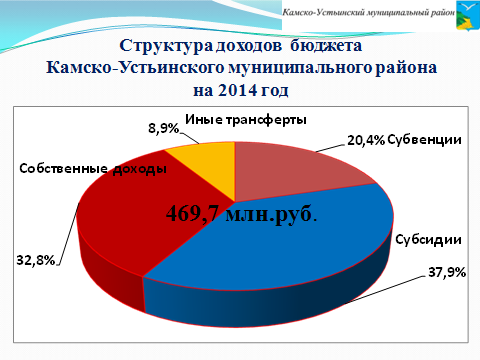 Камско-Устьинский муниципальный район
Структура доходов бюджета
Камско-Устьинского муниципального района
на 2014 год
Иные трансферты
8,9%
20,4% Субвенции
Собственные доходы
469,7 млн.руб.
Субсидии
32,8%
37,9%